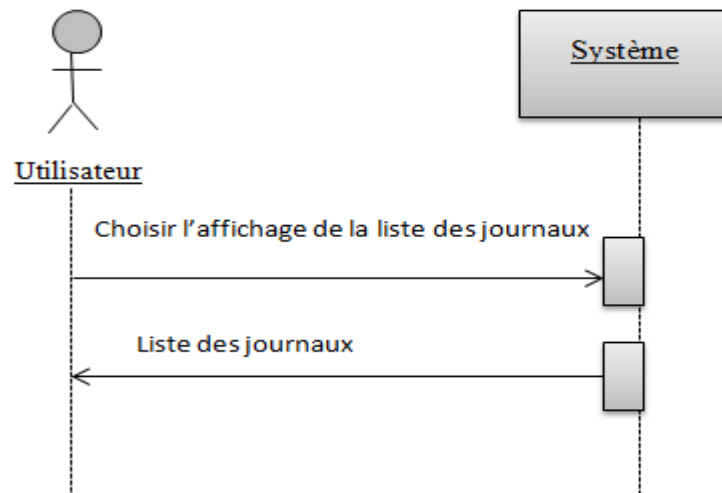 Système
Utilisateur
Choisir l’affichage de la liste des journaux
Liste des journaux